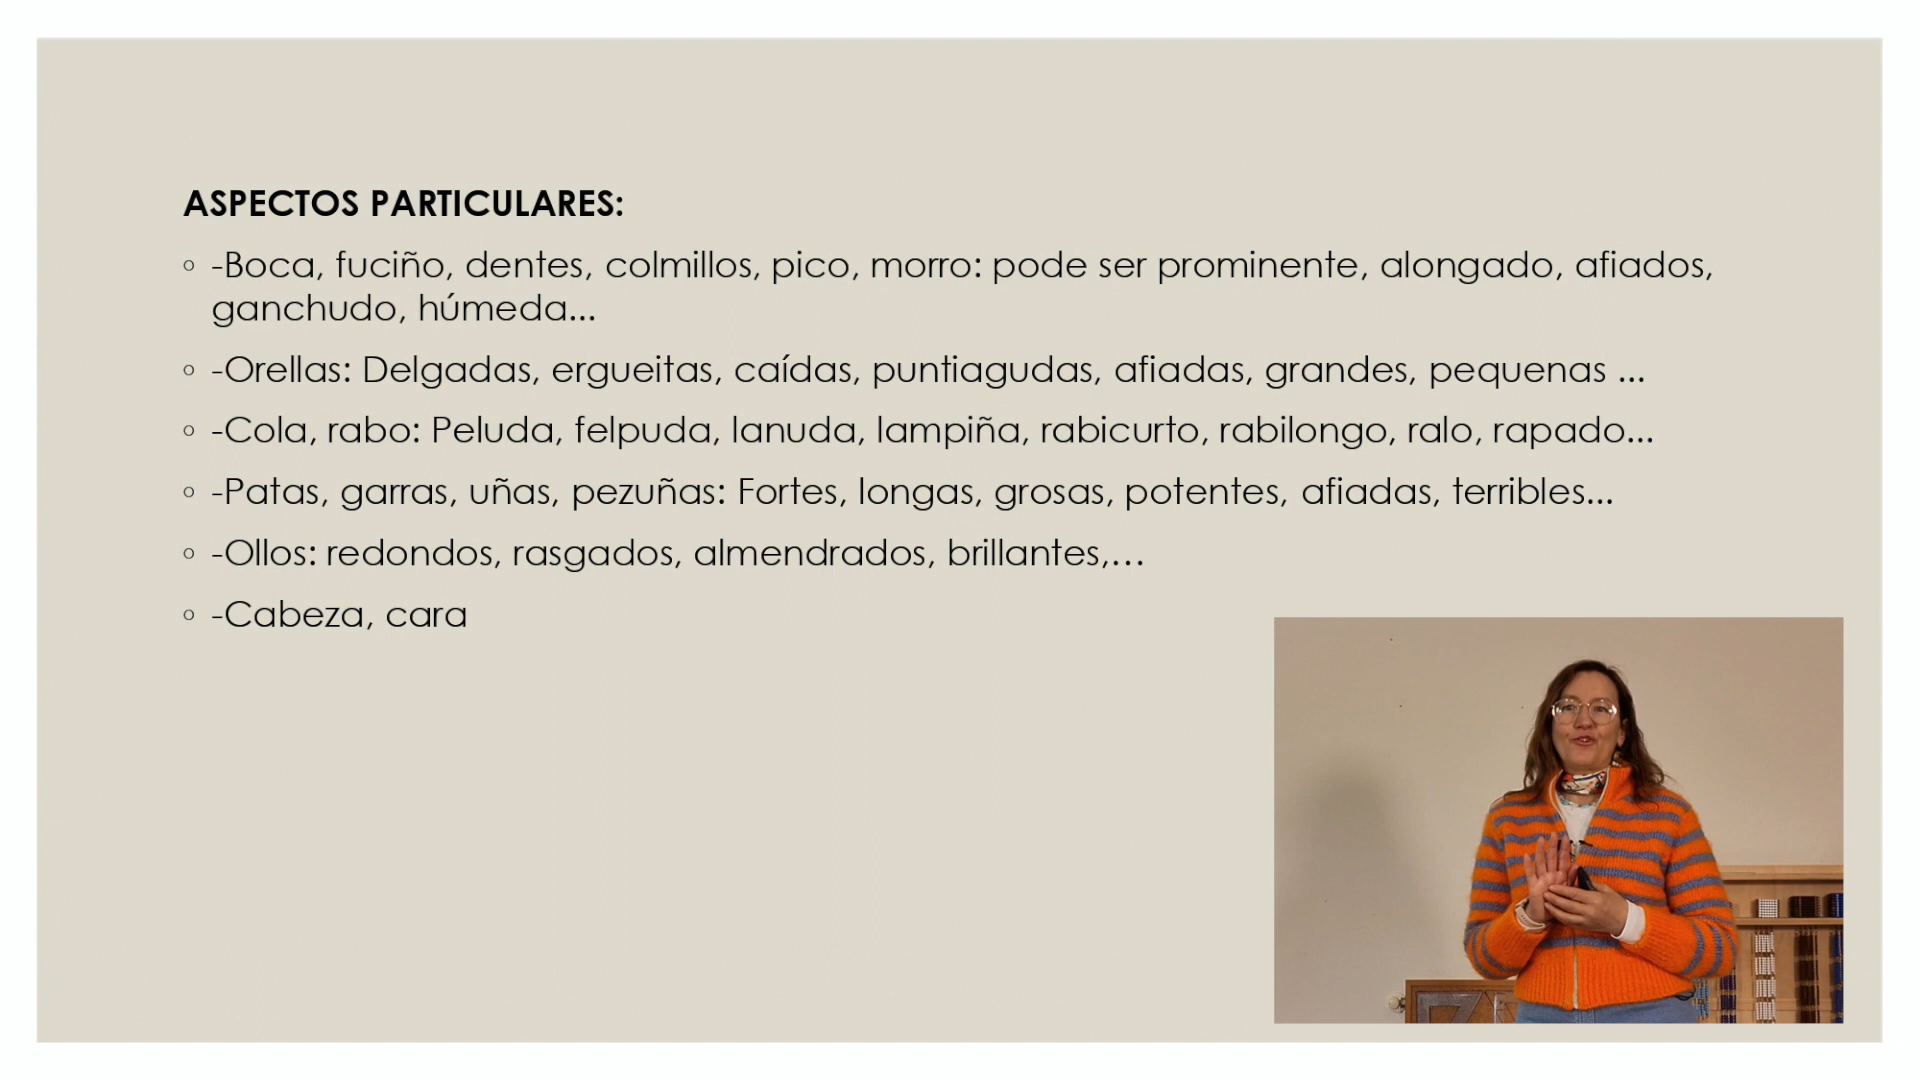 ASPECTOS PARTICULARES:
◦ -Boca, fuciño, dentes, colmillos, pico, morro: pode ser prominente, alongado, afiados,
ganchudo, húmeda...
◦ -Orellas: Delgadas, ergueitas, caídas, puntiagudas, afiadas, grandes, pequenas ...
◦ -Cola, rabo: Peluda, felpuda, lanuda, lampiña, rabicurto, rabilongo, ralo, rapado...
◦ -Patas, garras, uñas, pezuñas: Fortes, longas, grosas, potentes, afiadas, terribles...
◦ -Ollos: redondos, rasgados, almendrados, brillantes,...
◦ -Cabeza, cara